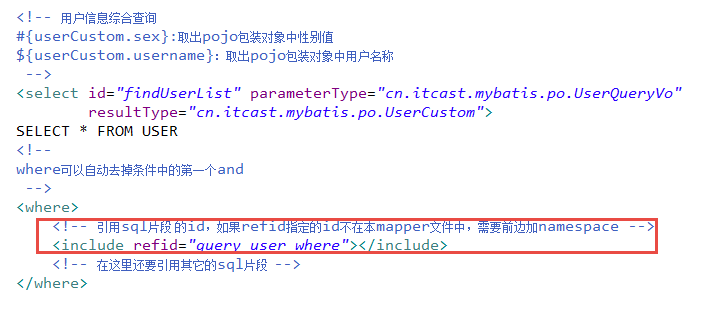 <!-- 用户信息综合查询
#{userCustom.sex}:取出pojo包装对象中性别值
${userCustom.username}: 取出pojo包装对象中用户名称
-->
<select id="findUserList" parameterType="cn.itcast.mybatis.po.UserQueryVo"
resultType="cn.itcast.mybatis.po.UserCustom">
SELECT * FROM USER
<!--
where可以自动去掉条件中的第一个and
-->
<where>
<!-- 引用sql片段 的id，如果refid指定的id不在本mapper文件中，需要前边加namespace -->
<include refid="query_user_where"></include>
<!-- 在这里还要引用其它的sql片段 -->
</where>